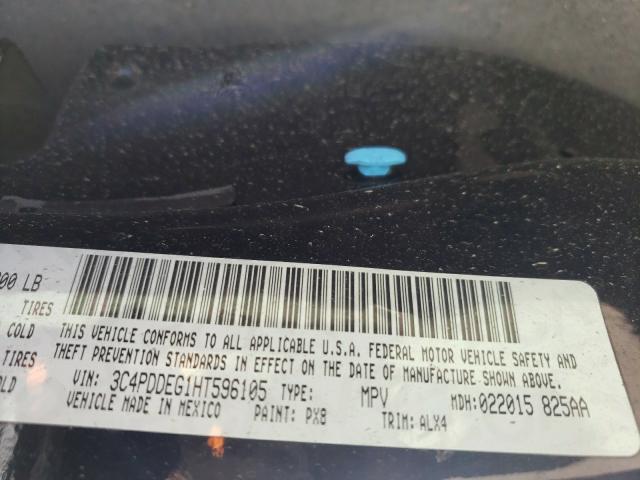 00 LB
TIRES
COLD
TIRES
COLD
THIS VEHICLE CONFORMS TO ALL APPLICABLE U.S.A. FEDERAL MOTOR VEHICLE SAFETY AND
THEFT PREVENTION STANDARDS IN EFFECT ON THE DATE OF MANUFACTURE SHOWN ABOVE.
VIN: 3C4PDDEG1HT596105 TYPE: MPV MDH:022015 825AA
VEHICLE MADE IN MEXICO PAINT: PX8 TRIM: ALX4